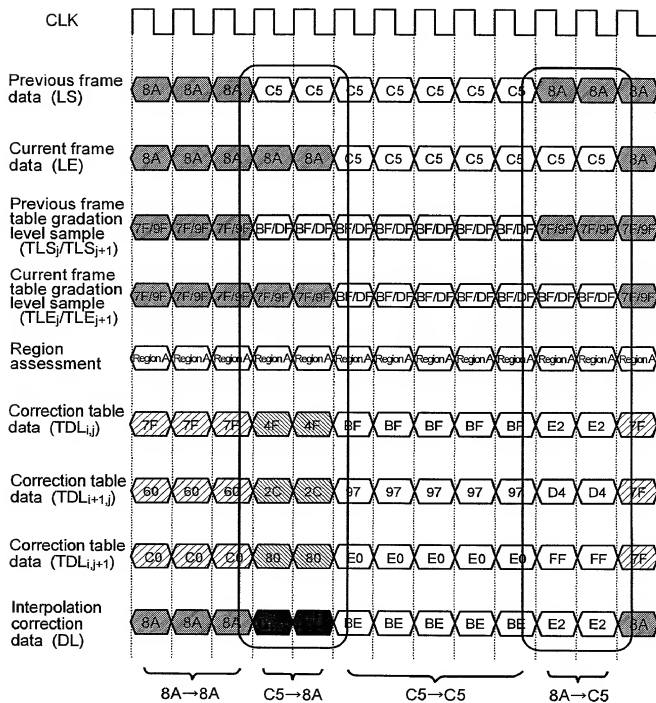 CLK
Previous frame
data (LS)
8A 8A 8A C5 C5 C5 C5 C5 C5 C5 8A 8A 8A
Current frame
data (LE)
8A 8A 8A 8A 8A C5 C5 C5 C5 C5 C5 C5 8A
Previous frame
table gradation
level sample
(TLSj/TLSj+1)
7F/9F 7F/9F 7F/9F BF/DF BF/DF BF/DF BF/DF BF/DF BF/DF BF/DF 7F/9F 7F/9F 7F/9F
Current frame
table gradation
level sample
(TLEj/TLEj+1)
7F/9F 7F/9F 7F/9F 7F/9F 7F/9F BF/DF BF/DF BF/DF BF/DF BF/DF BF/DF BF/DF 7F/9F
Region
assessment
Region A Region A Region A Region A Region A Region A Region A Region A Region A Region A Region A Region A Region A
Correction table
data (TDLi,j)
7F 7F 7F 4F 4F BF BF BF BF BF E2 E2 7F
Correction table
data (TDLi+1,j)
60 60 60 2C 2C 97 97 97 97 97 D4 D4 7F
Correction table
data (TDLi,j+1)
C0 C0 C0 80 80 E0 E0 E0 E0 E0 FF FF 7F
Interpolation
correction
data (DL)
8A 8A 8A BE BE BE BE BE E2 E2 8A
8A→8A C5→8A C5→C5 8A→C5